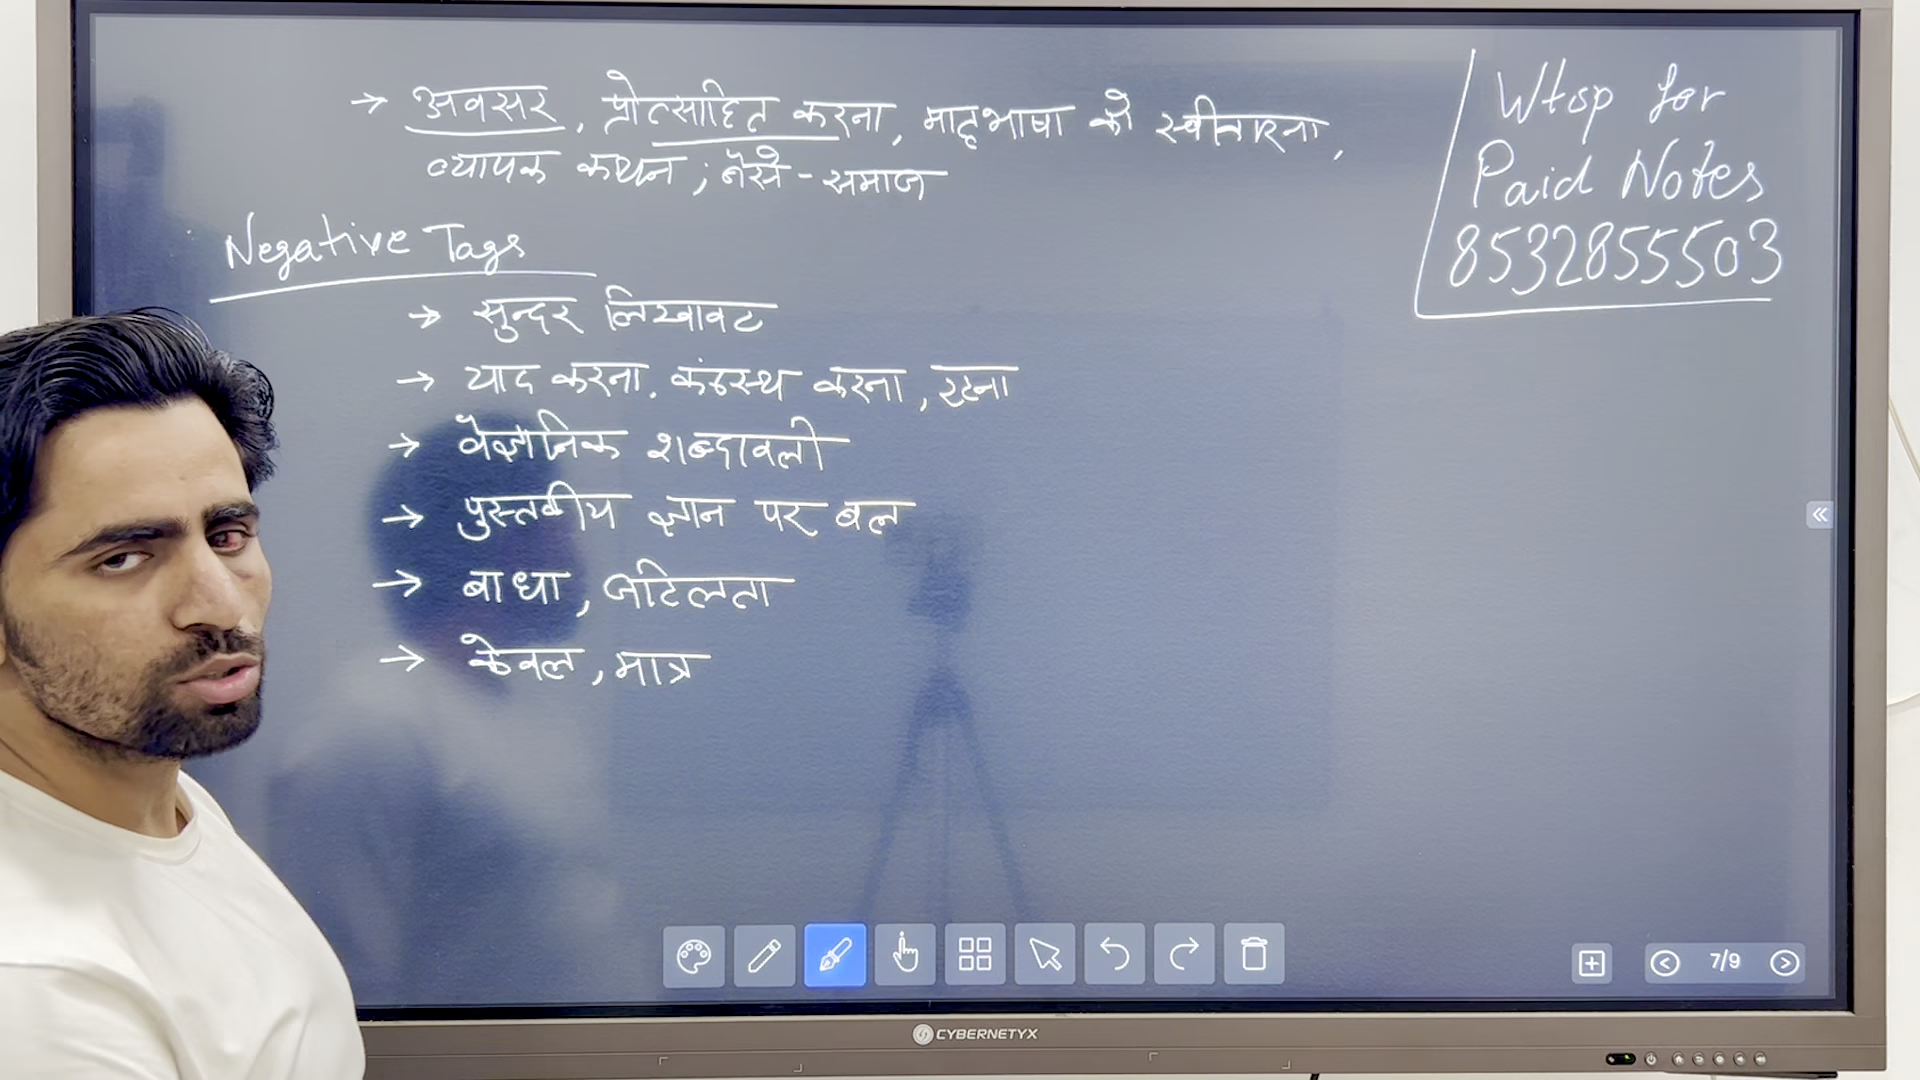 → अवसर, प्रोत्साहित करना, मातृभाषा को स्वीकारना,
व्यापक कथन; जैसे - समाज
Negative Tags
→ सुन्दर लिखावट
→ याद करना. कंठस्थ करना, रटना
→ वैज्ञानिक शब्दावली
→ पुस्तकीय ज्ञान पर बल
→ बाधा, जटिलता
→ केवल, मात्र
Wtsp for
Paid Notes
8532855503
7/9
CYBERNETYX